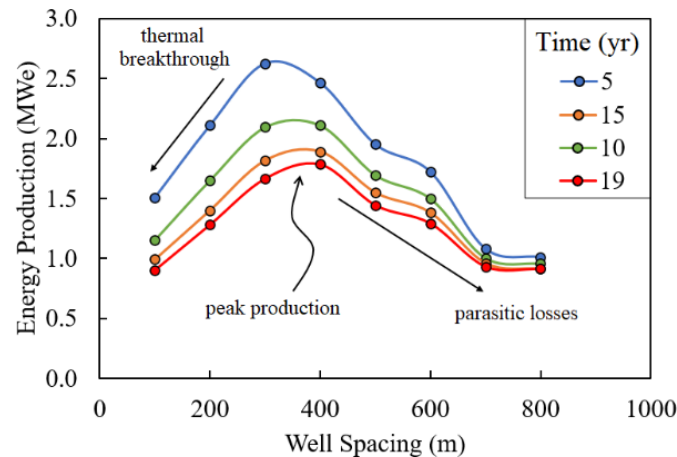 3.0
2.5
2.0
1.5
1.0
0.5
0.0
Energy Production (MWe)
thermal
breakthrough
peak production
parasitic losses
Time (yr)
5
15
10
19
0
200
400
600
800
1000
Well Spacing (m)